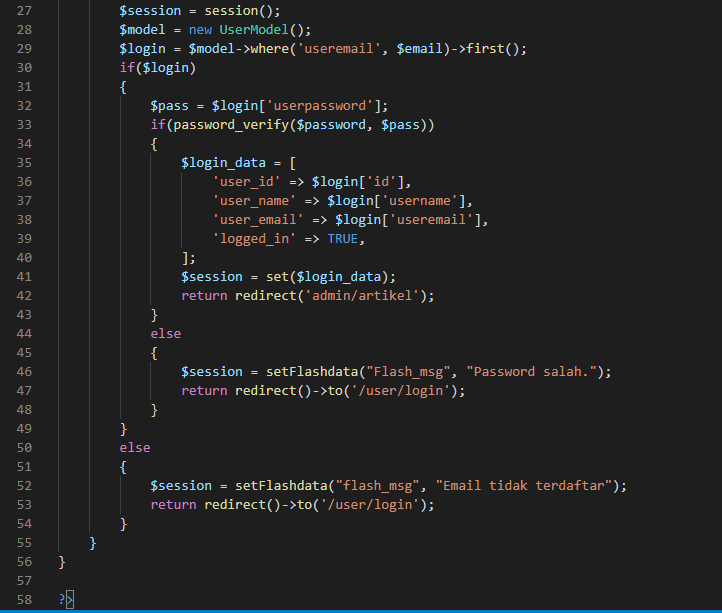 27 $session = session();
28 $model = new UserModel();
29 $login = $model->where('useremail', $email)->first();
30 if($login)
31 {
32 $pass = $login['userpassword'];
33 if(password_verify($password, $pass))
34 {
35 $login_data = [
36 'user_id' => $login['id'],
37 'user_name' => $login['username'],
38 'user_email' => $login['useremail'],
39 'logged_in' => TRUE,
40 ];
41 $session = set($login_data);
42 return redirect('admin/artikel');
43 }
44 else
45 {
46 $session = setFlashdata("Flash_msg", "Password salah.");
47 return redirect()->to('/user/login');
48 }
49 }
50 else
51 {
52 $session = setFlashdata("flash_msg", "Email tidak terdaftar");
53 return redirect()->to('/user/login');
54 }
55 }
56 }
57
58 ?>